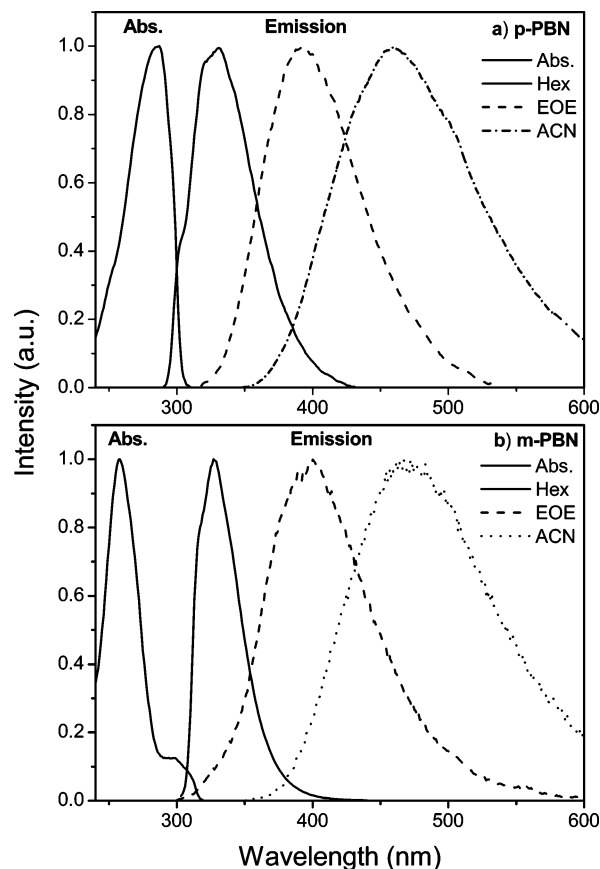 Abs.
Emission
a) p-PBN
Abs.
Hex
EOE
ACN
1.0
0.8
0.6
0.4
0.2
0.0
300
400
500
600
Abs.
Emission
b) m-PBN
Abs.
Hex
EOE
ACN
1.0
0.8
0.6
0.4
0.2
0.0
300
400
500
600
Intensity (a.u.)
Wavelength (nm)